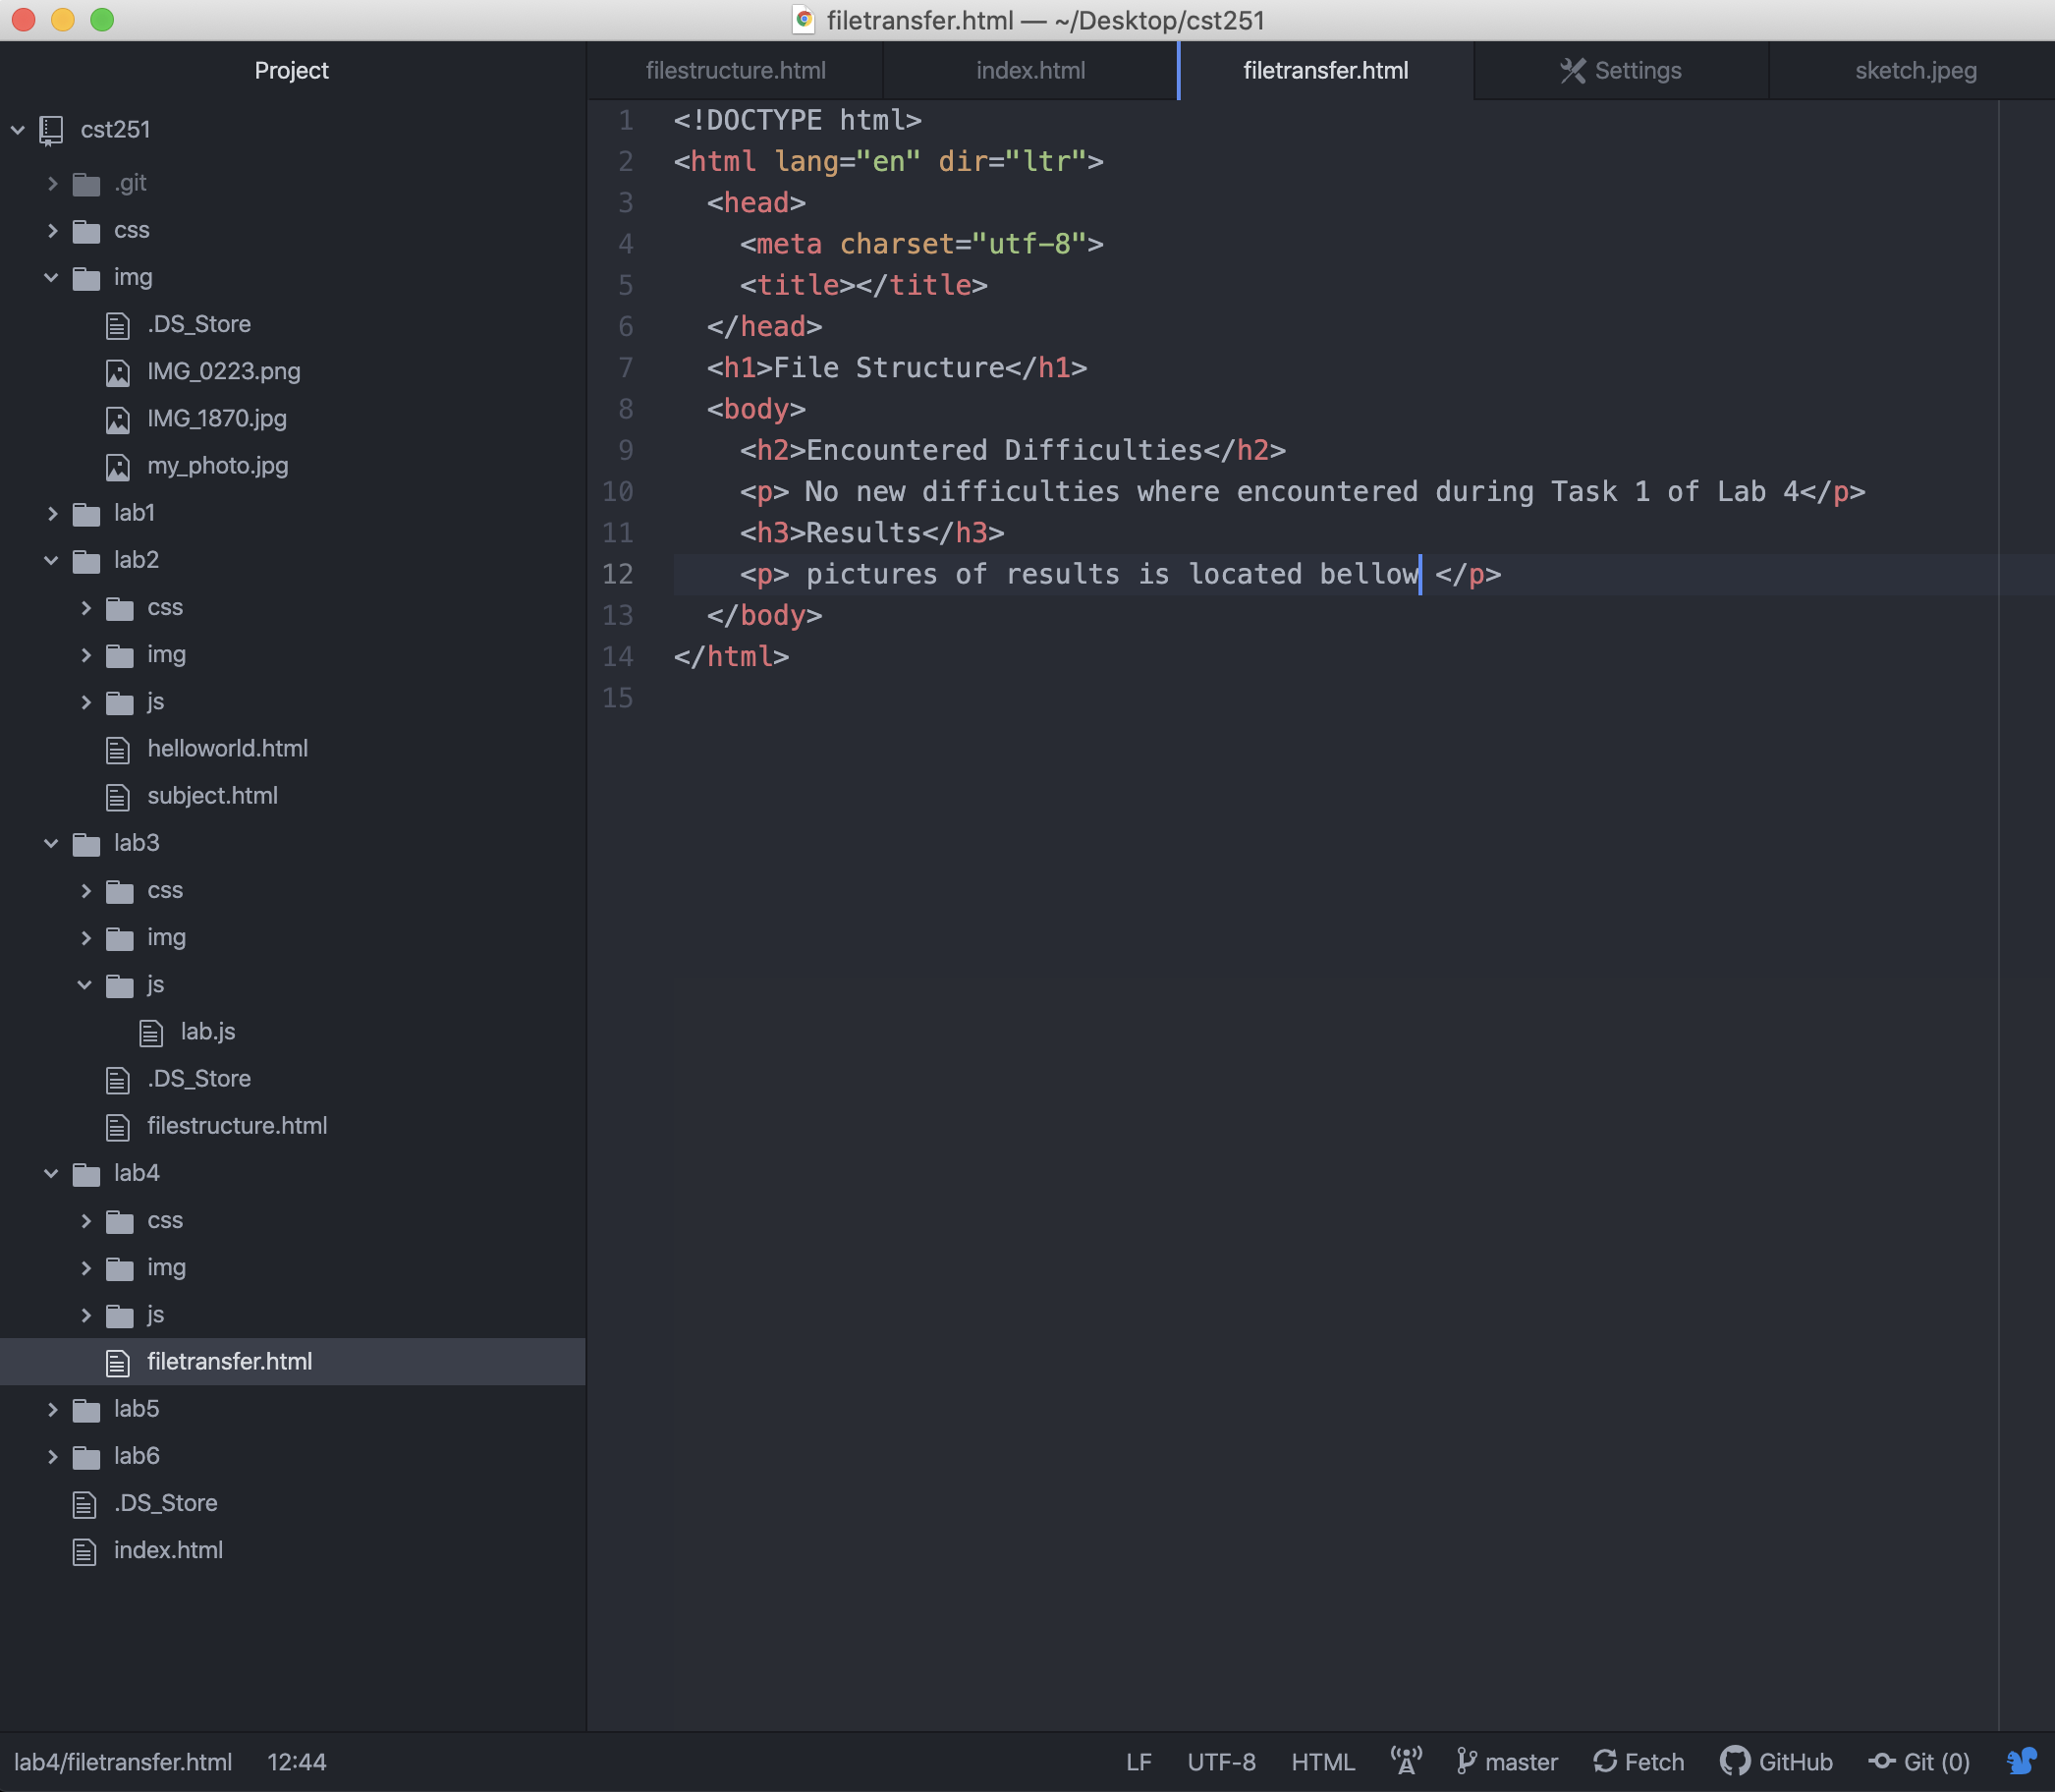 filetransfer.html — ~/Desktop/cst251
Project
filestructure.html
index.html
filetransfer.html
Settings
sketch.jpeg
cst251
.git
css
img
.DS_Store
IMG_0223.png
IMG_1870.jpg
my_photo.jpg
lab1
lab2
css
img
js
helloworld.html
subject.html
lab3
css
img
js
lab.js
.DS_Store
filestructure.html
lab4
css
img
js
filetransfer.html
lab5
lab6
.DS_Store
index.html
1 <!DOCTYPE html>
2 <html lang="en" dir="ltr">
3 <head>
4 <meta charset="utf-8">
5 <title></title>
6 </head>
7 <h1>File Structure</h1>
8 <body>
9 <h2>Encountered Difficulties</h2>
10 <p> No new difficulties where encountered during Task 1 of Lab 4</p>
11 <h3>Results</h3>
12 <p> pictures of results is located bellow </p>
13 </body>
14 </html>
15
lab4/filetransfer.html 12:44 LF UTF-8 HTML master Fetch GitHub Git (0)